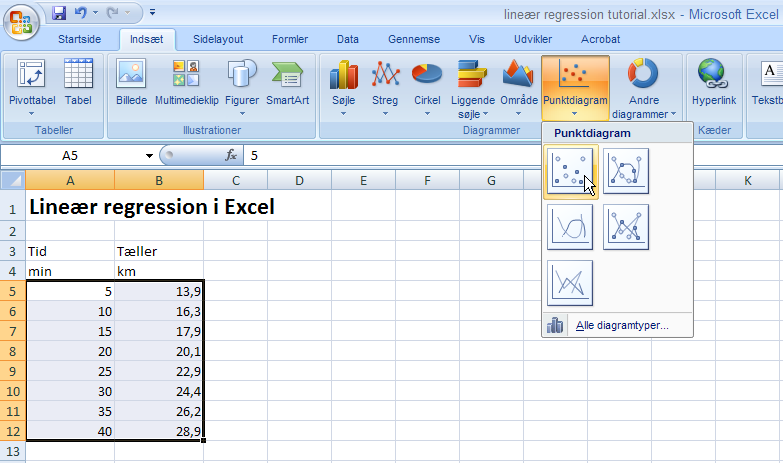 lineær regression tutorial.xlsx - Microsoft Excel
Startside Indsæt Sidelayout Formler Data Gennemse Vis Udvikler Acrobat
Pivottabel Tabel Billede Multimedieklip Figurer SmartArt Søjle Streg Cirkel Liggende søjle Område Punktdiagram Andre diagrammer Hyperlink Tekstb
Tabeller Illustrationer Diagrammer Kæder
Punktdiagram
A5 fx 5
A B C D E F G K
1 Lineær regression i Excel
2
3 Tid Tæller
4 min km
5 5 13,9
6 10 16,3
7 15 17,9
8 20 20,1
9 25 22,9
10 30 24,4
11 35 26,2
12 40 28,9
13
Alle diagramtyper...